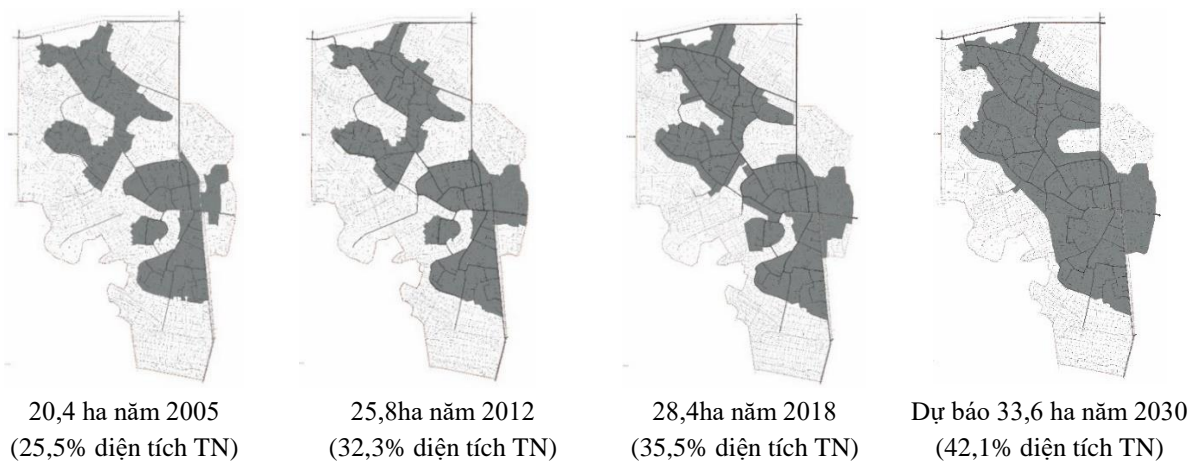 20,4 ha năm 2005
(25,5% diện tích TN)
25,8ha năm 2012
(32,3% diện tích TN)
28,4ha năm 2018
(35,5% diện tích TN)
Dự báo 33,6 ha năm 2030
(42,1% diện tích TN)